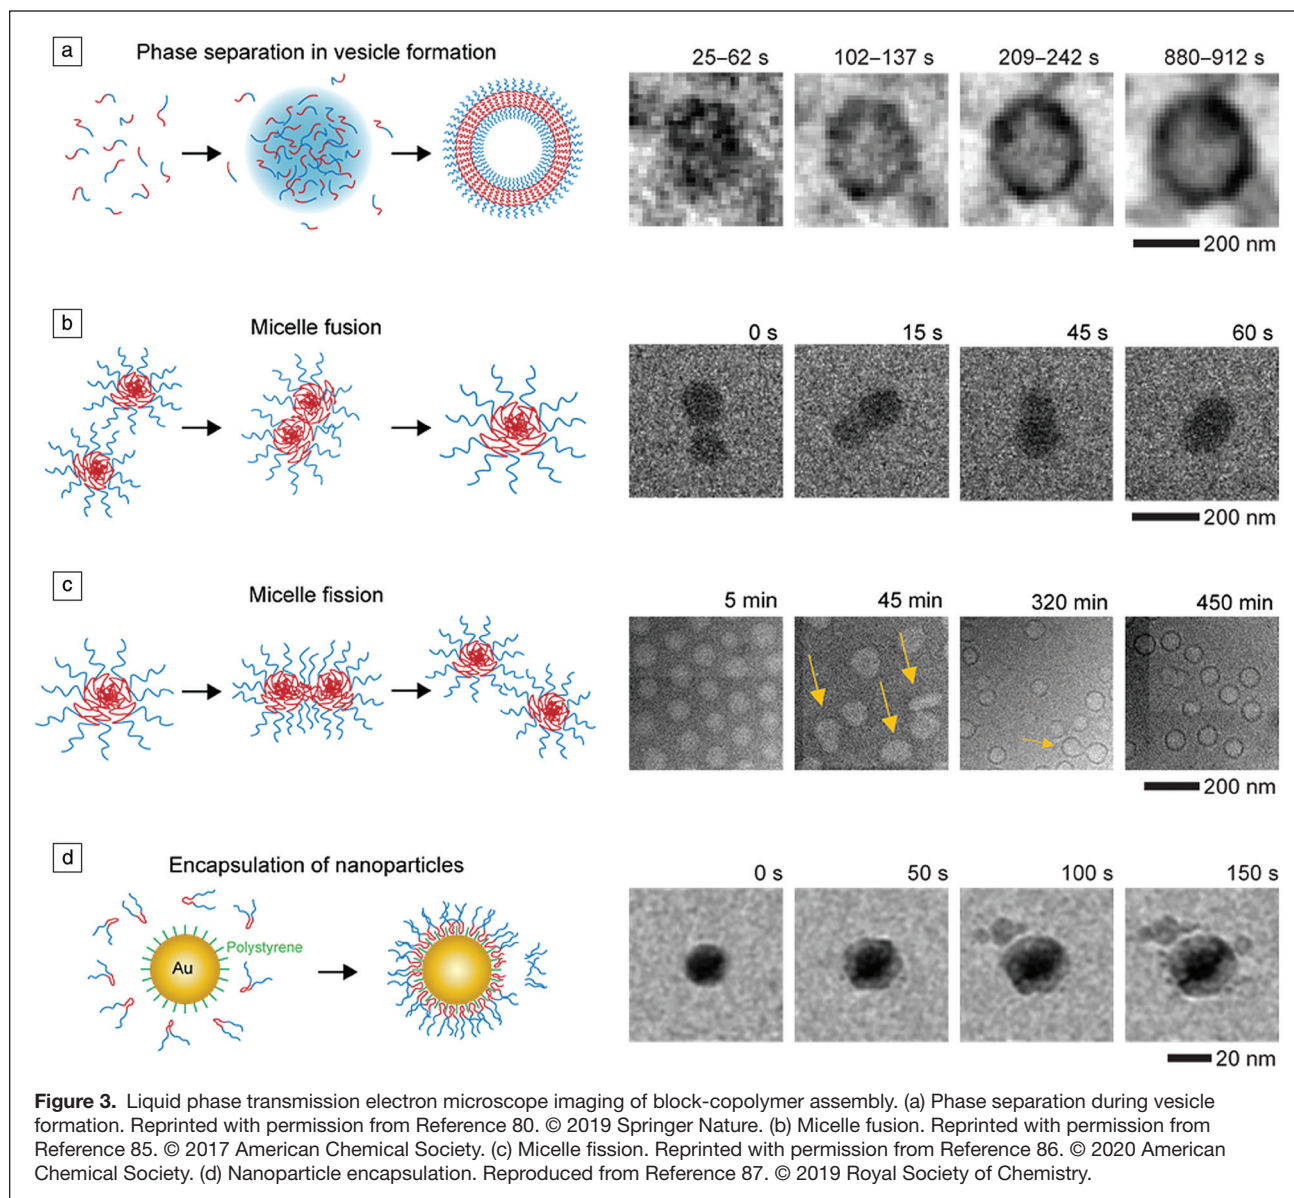 a
Phase separation in vesicle formation
25–62 s
102–137 s
209–242 s
880–912 s
200 nm
b
Micelle fusion
0 s
15 s
45 s
60 s
200 nm
c
Micelle fission
5 min
45 min
320 min
450 min
200 nm
d
Encapsulation of nanoparticles
Polystyrene
Au
0 s
50 s
100 s
150 s
20 nm
Figure 3. Liquid phase transmission electron microscope imaging of block-copolymer assembly. (a) Phase separation during vesicle
formation. Reprinted with permission from Reference 80. © 2019 Springer Nature. (b) Micelle fusion. Reprinted with permission from
Reference 85. © 2017 American Chemical Society. (c) Micelle fission. Reprinted with permission from Reference 86. © 2020 American
Chemical Society. (d) Nanoparticle encapsulation. Reproduced from Reference 87. © 2019 Royal Society of Chemistry.